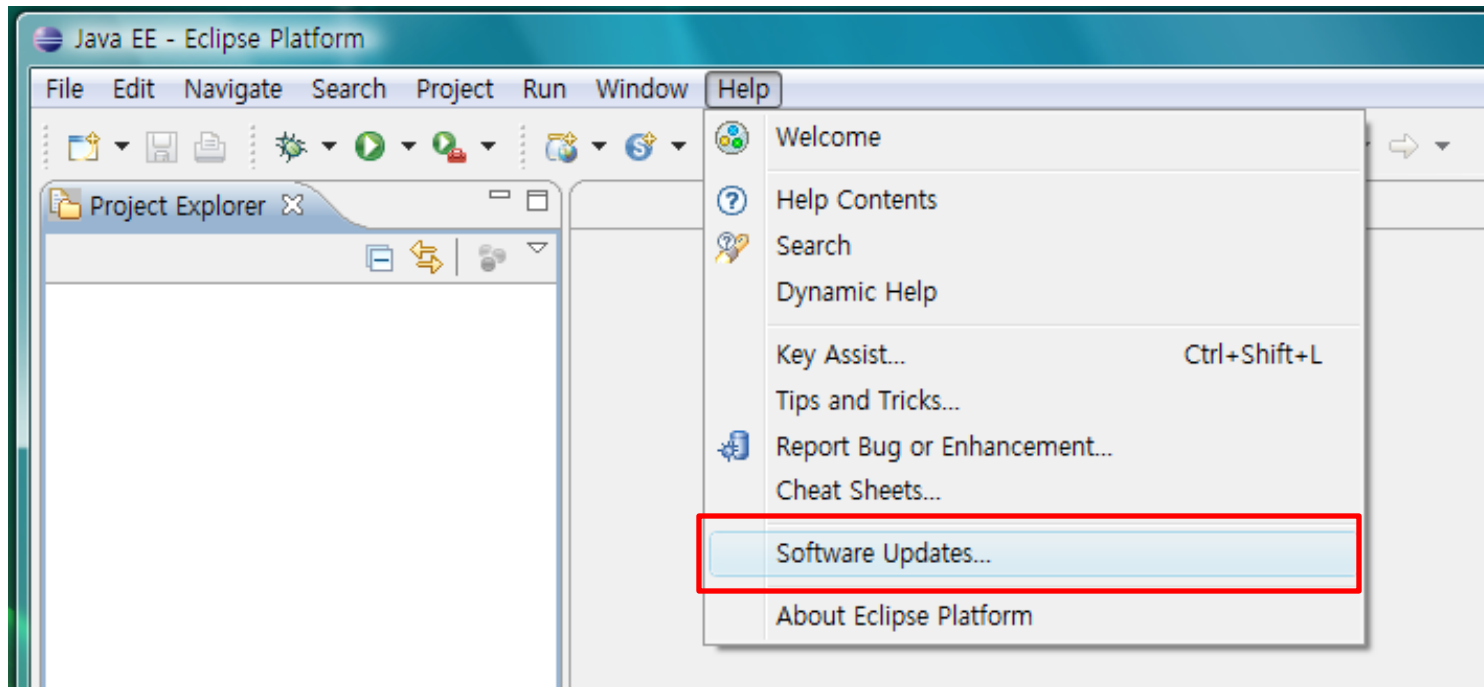 Java EE - Eclipse Platform
File Edit Navigate Search Project Run Window Help
Welcome
Project Explorer
Help Contents
Search
Dynamic Help
Key Assist... Ctrl+Shift+L
Tips and Tricks...
Report Bug or Enhancement...
Cheat Sheets...
Software Updates...
About Eclipse Platform